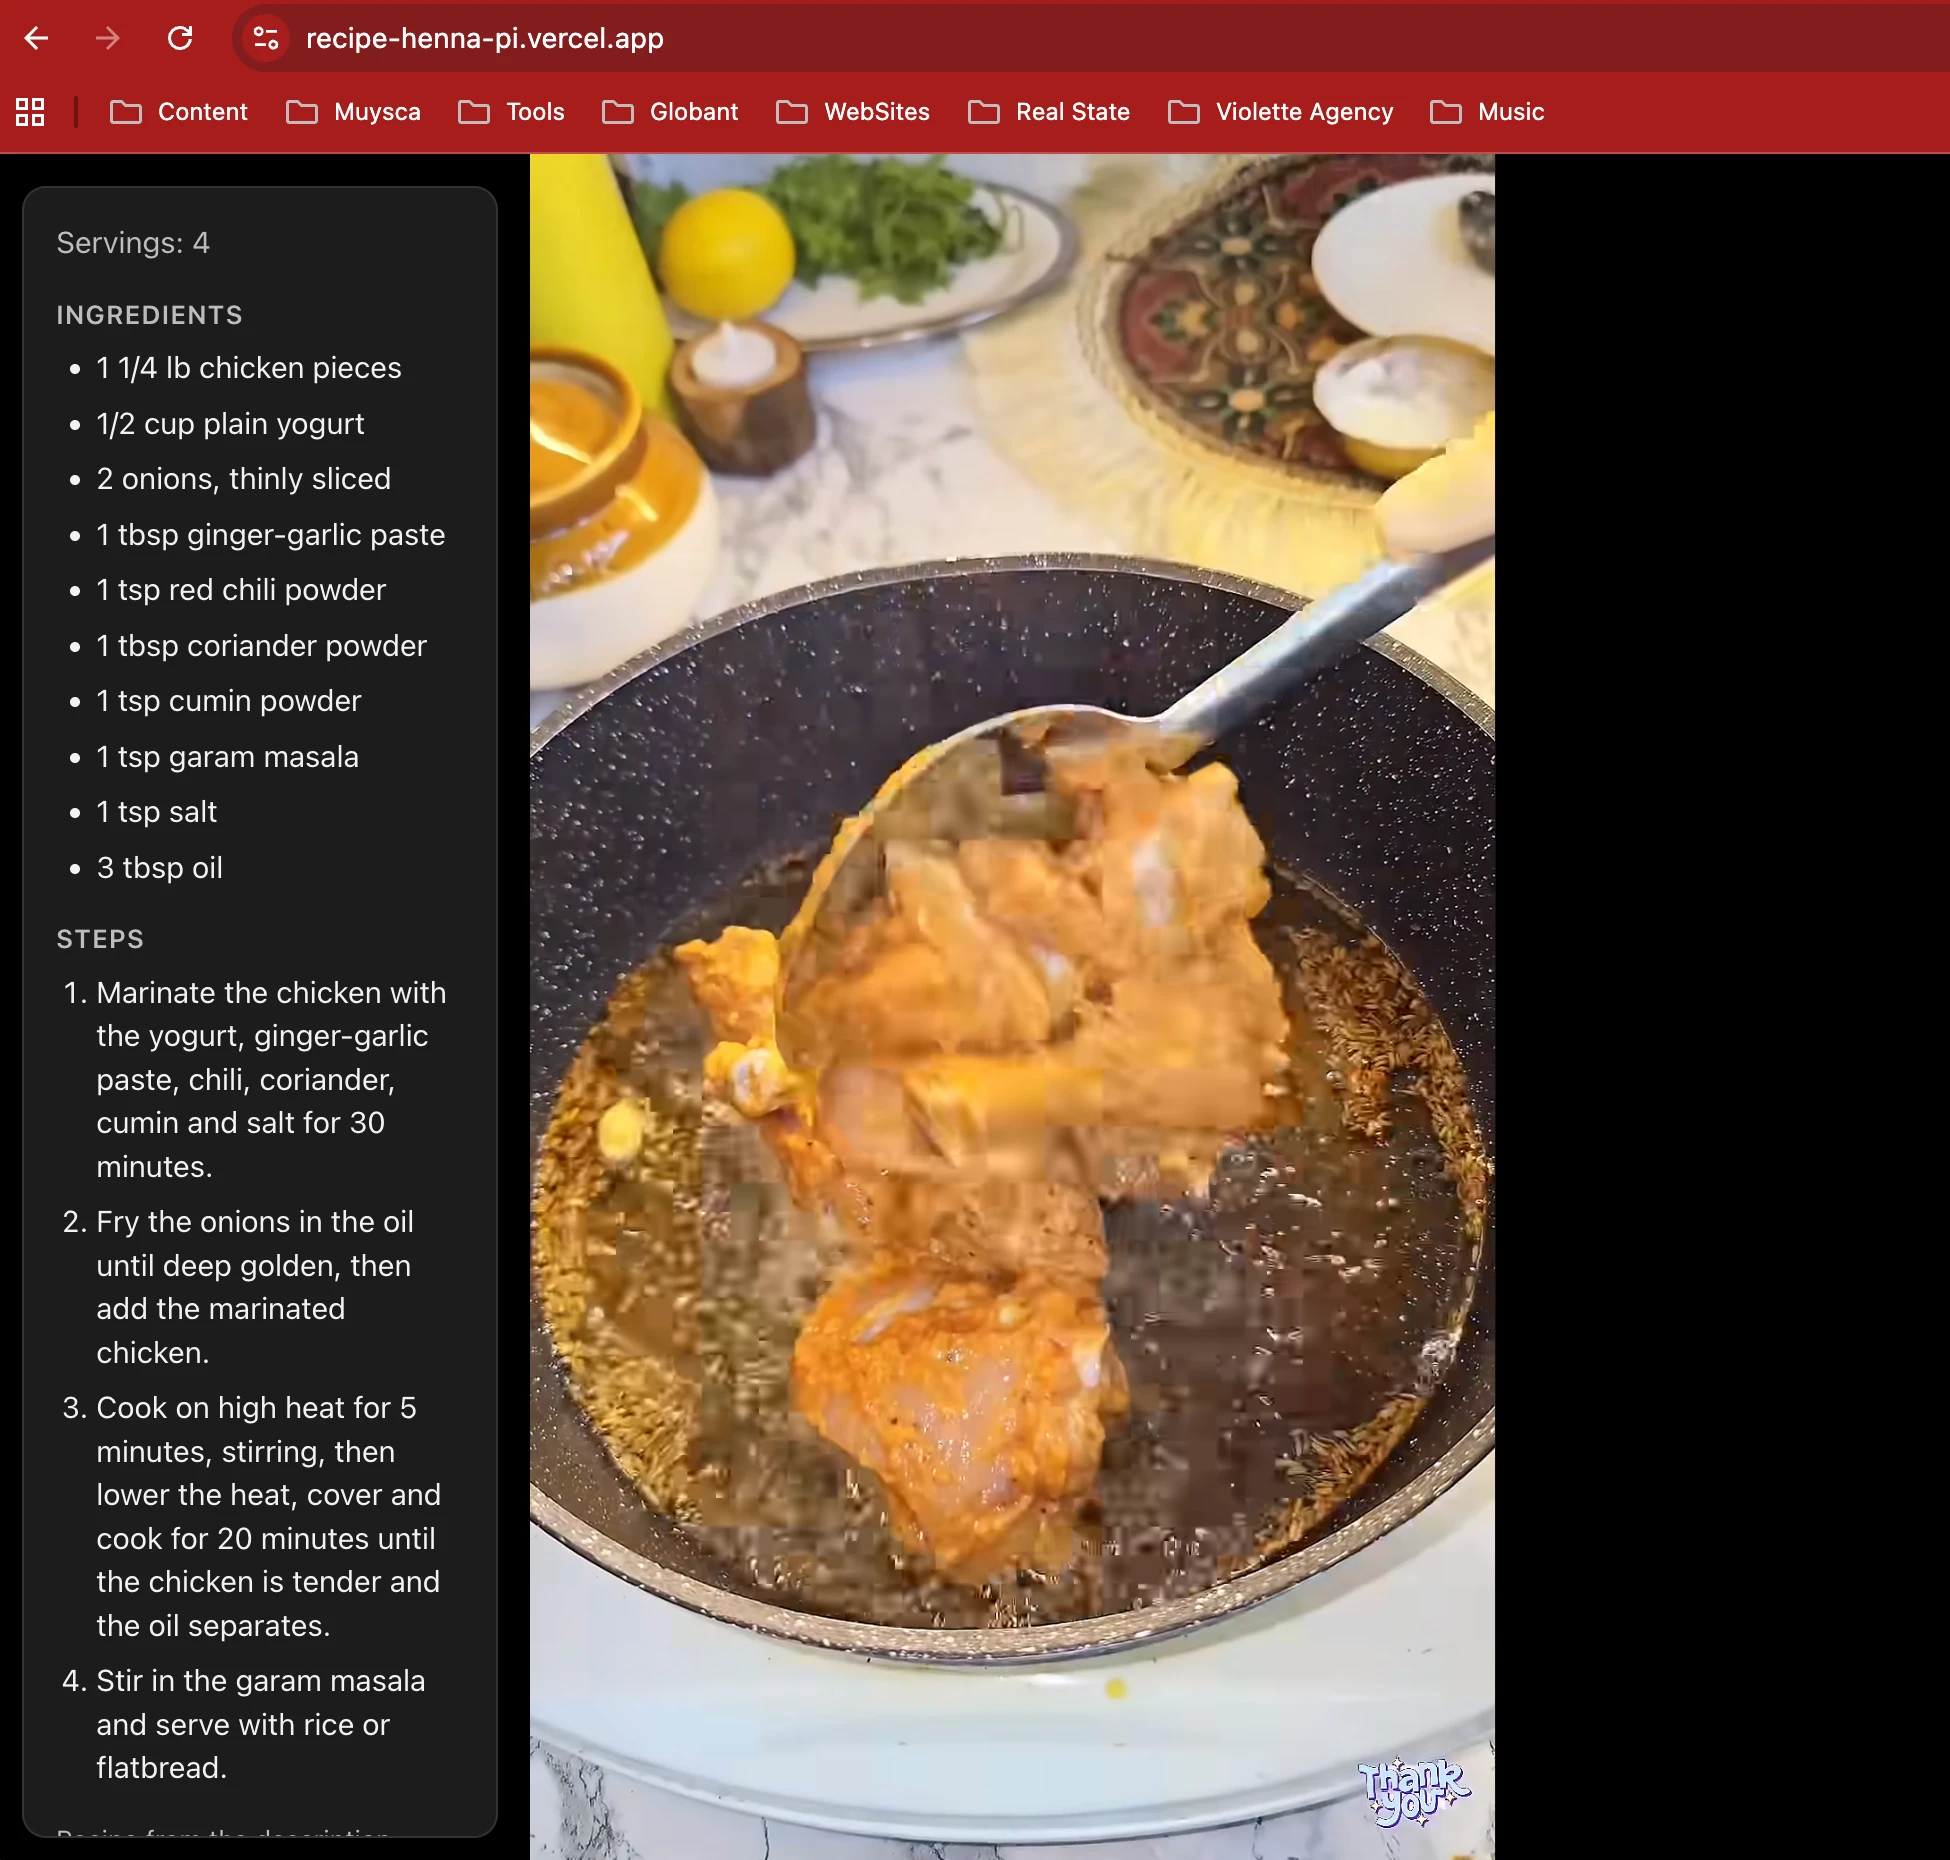 recipe-henna-pi.vercel.app
Content Muysca Tools Globant WebSites Real State Violette Agency Music
Servings: 4
INGREDIENTS
• 1 1/4 lb chicken pieces
• 1/2 cup plain yogurt
• 2 onions, thinly sliced
• 1 tbsp ginger-garlic paste
• 1 tsp red chili powder
• 1 tbsp coriander powder
• 1 tsp cumin powder
• 1 tsp garam masala
• 1 tsp salt
• 3 tbsp oil
STEPS
1. Marinate the chicken with
the yogurt, ginger-garlic
paste, chili, coriander,
cumin and salt for 30
minutes.
2. Fry the onions in the oil
until deep golden, then
add the marinated
chicken.
3. Cook on high heat for 5
minutes, stirring, then
lower the heat, cover and
cook for 20 minutes until
the chicken is tender and
the oil separates.
4. Stir in the garam masala
and serve with rice or
flatbread.
Recipe from the description
Thank
you